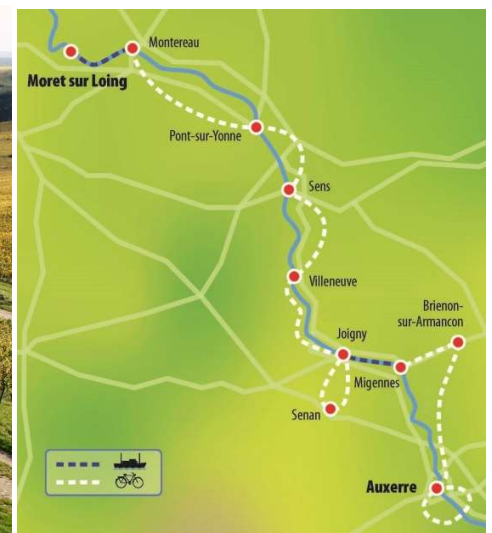 Montereau
Moret sur Loing
Pont-sur-Yonne
Sens
Villeneuve
Brienon-
sur-Armancon
Joigny
Migennes
Senan
Auxerre